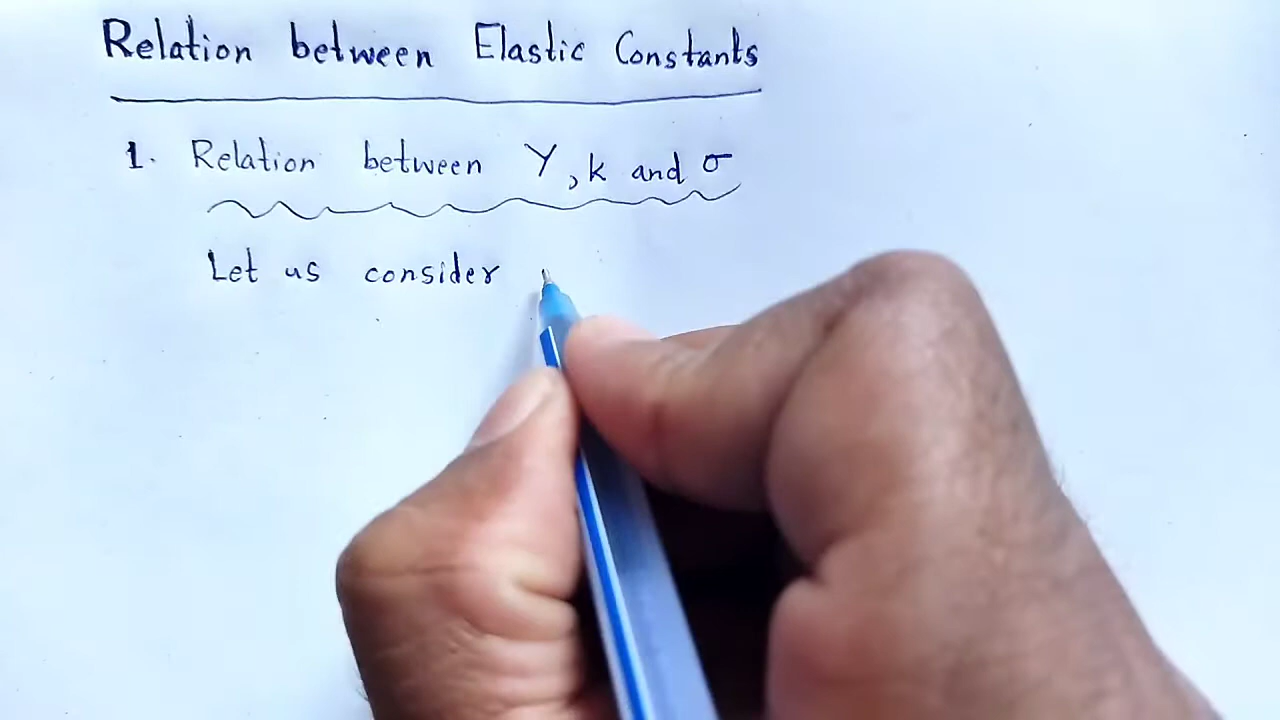 Relation between Elastic Constants
1. Relation between Y, k and σ
Let us consider